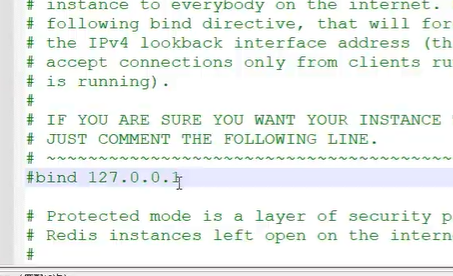 # instance to everybody on the internet.
# following bind directive, that will for
# the IPv4 lookback interface address (th
# accept connections only from clients ru
# is running).
#
# IF YOU ARE SURE YOU WANT YOUR INSTANCE
# JUST COMMENT THE FOLLOWING LINE.
# ~~~~~~~~~~~~~~~~~~~~~~~~~~~~~~~~~~~~~~~
#bind 127.0.0.1
# Protected mode is a layer of security p
# Redis instances left open on the intern
#